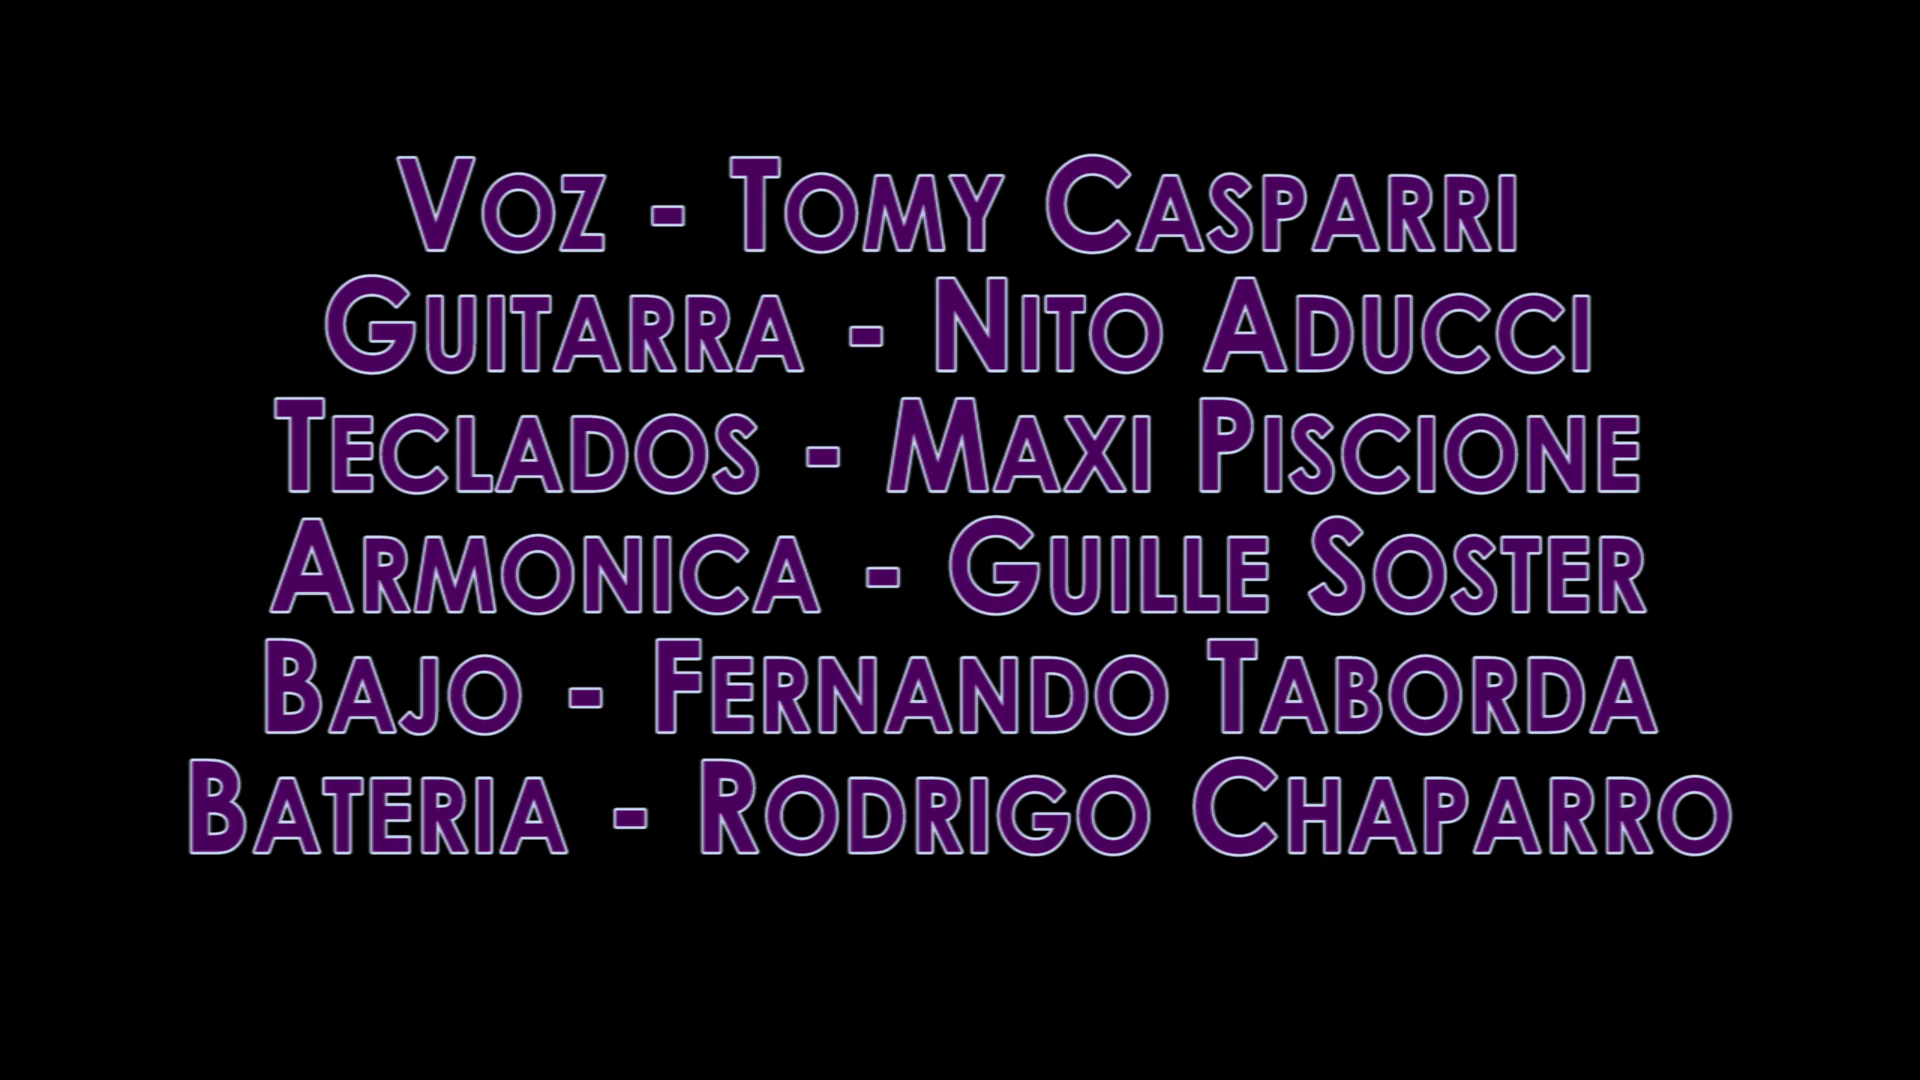 Voz - Tomy Casparri
Guitarra - Nito Aducci
Teclados - Maxi Piscione
Armonica - Guille Soster
Bajo - Fernando Taborda
Bateria - Rodrigo Chaparro